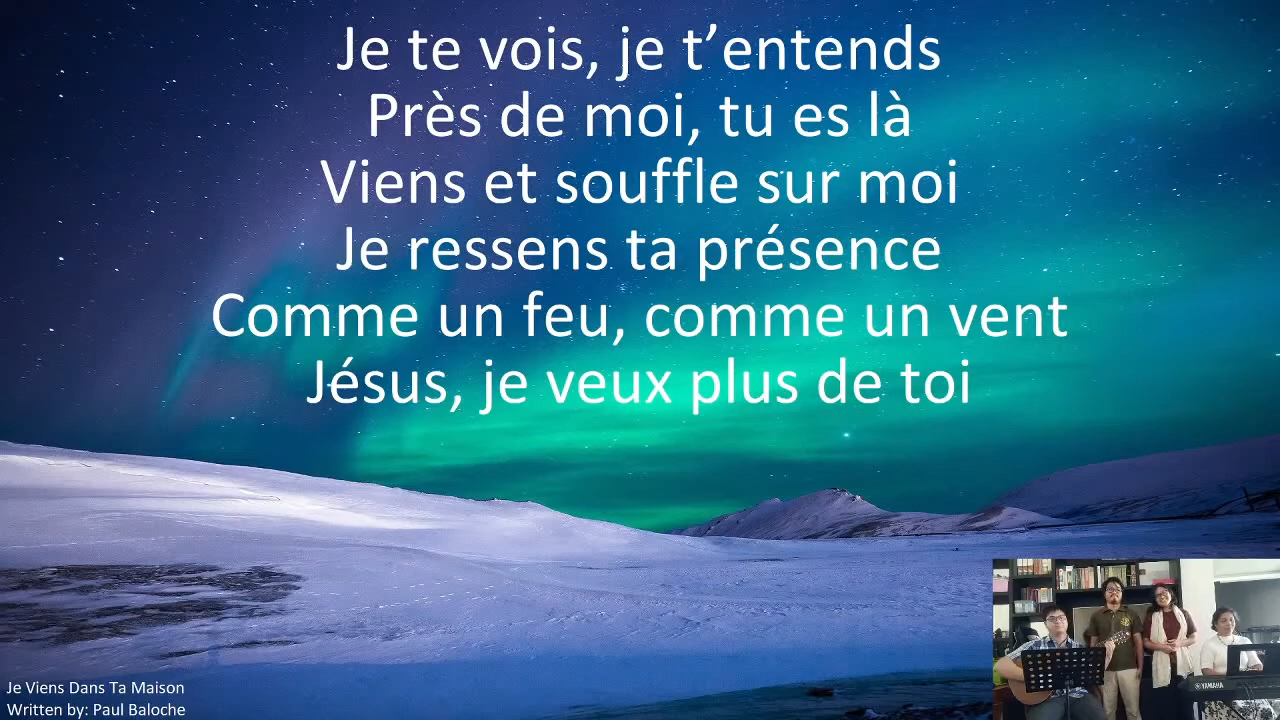 Je te vois, je t’entends
Près de moi, tu es là
Viens et souffle sur moi
Je ressens ta présence
Comme un feu, comme un vent
Jésus, je veux plus de toi
Je Viens Dans Ta Maison
Written by: Paul Baloche
YAMAHA